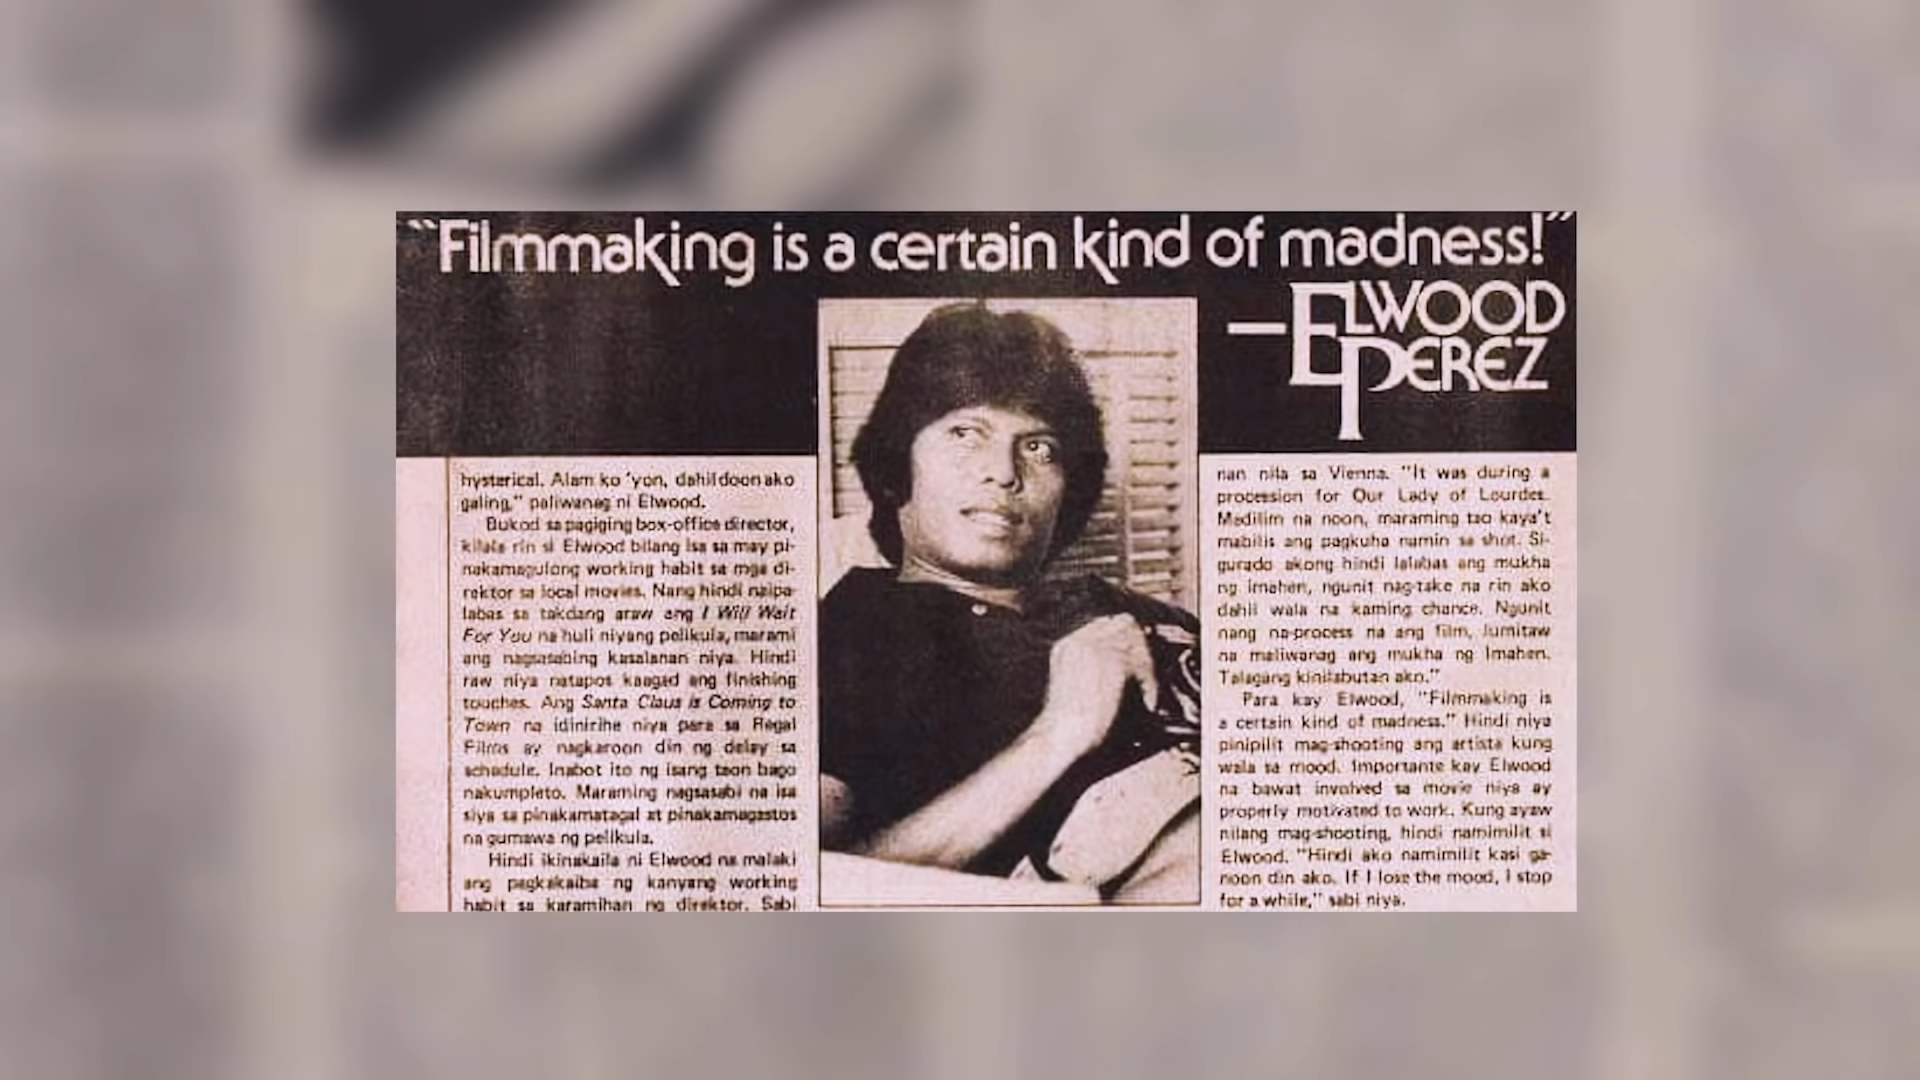 “Filmmaking is a certain kind of madness!”
—ELWOOD
PEREZ
hysterical. Alam ko ’yon, dahil doon ako
galing,” paliwanag ni Elwood.
Bukod sa pagiging box-office director,
kilala rin si Elwood bilang isa sa may pi-
nakamagulong working habit sa mga di-
rektor sa local movies. Nang hindi naipa-
labas sa takdang araw ang I Will Wait
For You na huli niyang pelikula, marami
ang nagsasabing kasalanan niya. Hindi
raw niya natapos kaagad ang finishing
touches. Ang Santa Claus is Coming to
Town na idinirihe niya para sa Regal
Films ay nagkaroon din ng delay sa
schedule. Inabot ito ng isang taon bago
nakumpleto. Maraming nagsasabi na isa
siya sa pinakamatagal at pinakamagastos
na gumawa ng pelikula.
Hindi ikinakaila ni Elwood na malaki
ang pagkakaiba ng kanyang working
habit sa karamihan ng direktor. Sabi
nan nila sa Vienna. “It was during a
procession for Our Lady of Lourdes.
Madilim na noon, maraming tao kaya’t
mabilis ang pagkuha namin sa shot. Si-
gurado akong hindi lalabas ang mukha
ng imahen, ngunit nag-take na rin ako
dahil wala na kaming chance. Ngunit
nang na-process na ang film, lumitaw
na maliwanag ang mukha ng Imahen.
Talagang kinilabutan ako.”
Para kay Elwood, “Filmmaking is
a certain kind of madness.” Hindi niya
pinipilit mag-shooting ang artista kung
wala sa mood. Importante kay Elwood
na bawat involved sa movie niya ay
properly motivated to work. Kung ayaw
nilang mag-shooting, hindi namimilit si
Elwood. “Hindi ako namimilit kasi ga-
noon din ako. If I lose the mood, I stop
for a while,” sabi niya.